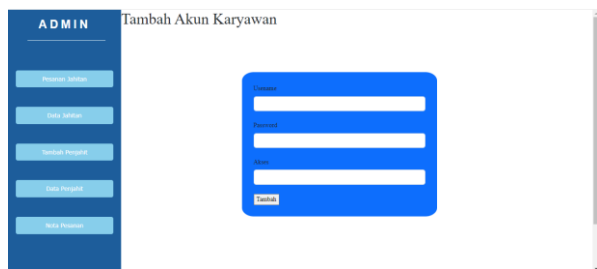 ADMIN
Tambah Akun Karyawan
Pesanan Jahitan
Data Jahitan
Tambah Penjahit
Data Penjahit
Nota Pesanan
Username
Password
Akses
Tambah